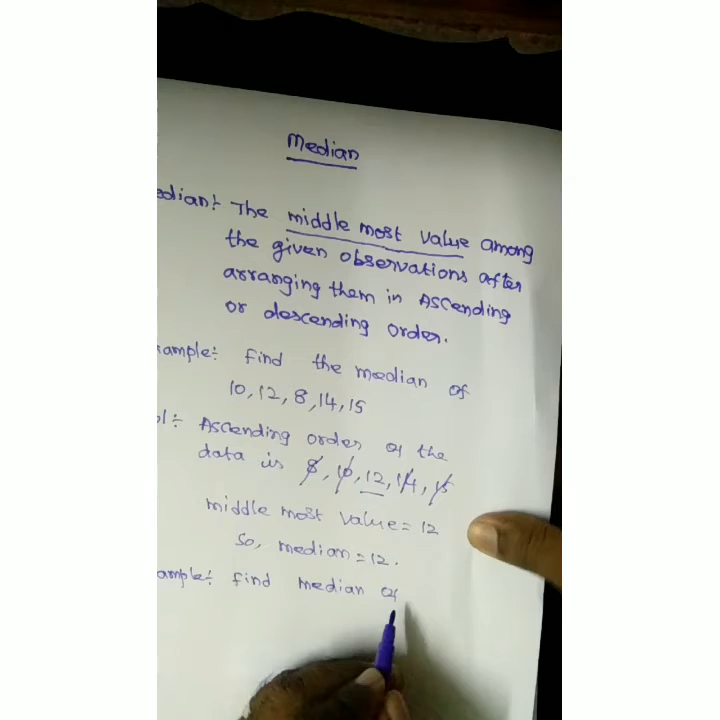 Median
edian:- The middle most value among
the given observations after
arranging them in Ascending
or descending order.
ample:- find the median of
10, 12, 8, 14, 15
ol:- Ascending order of the
data is 8, 10, 12, 14, 15
middle most value = 12
So, median = 12.
ample:- find median of